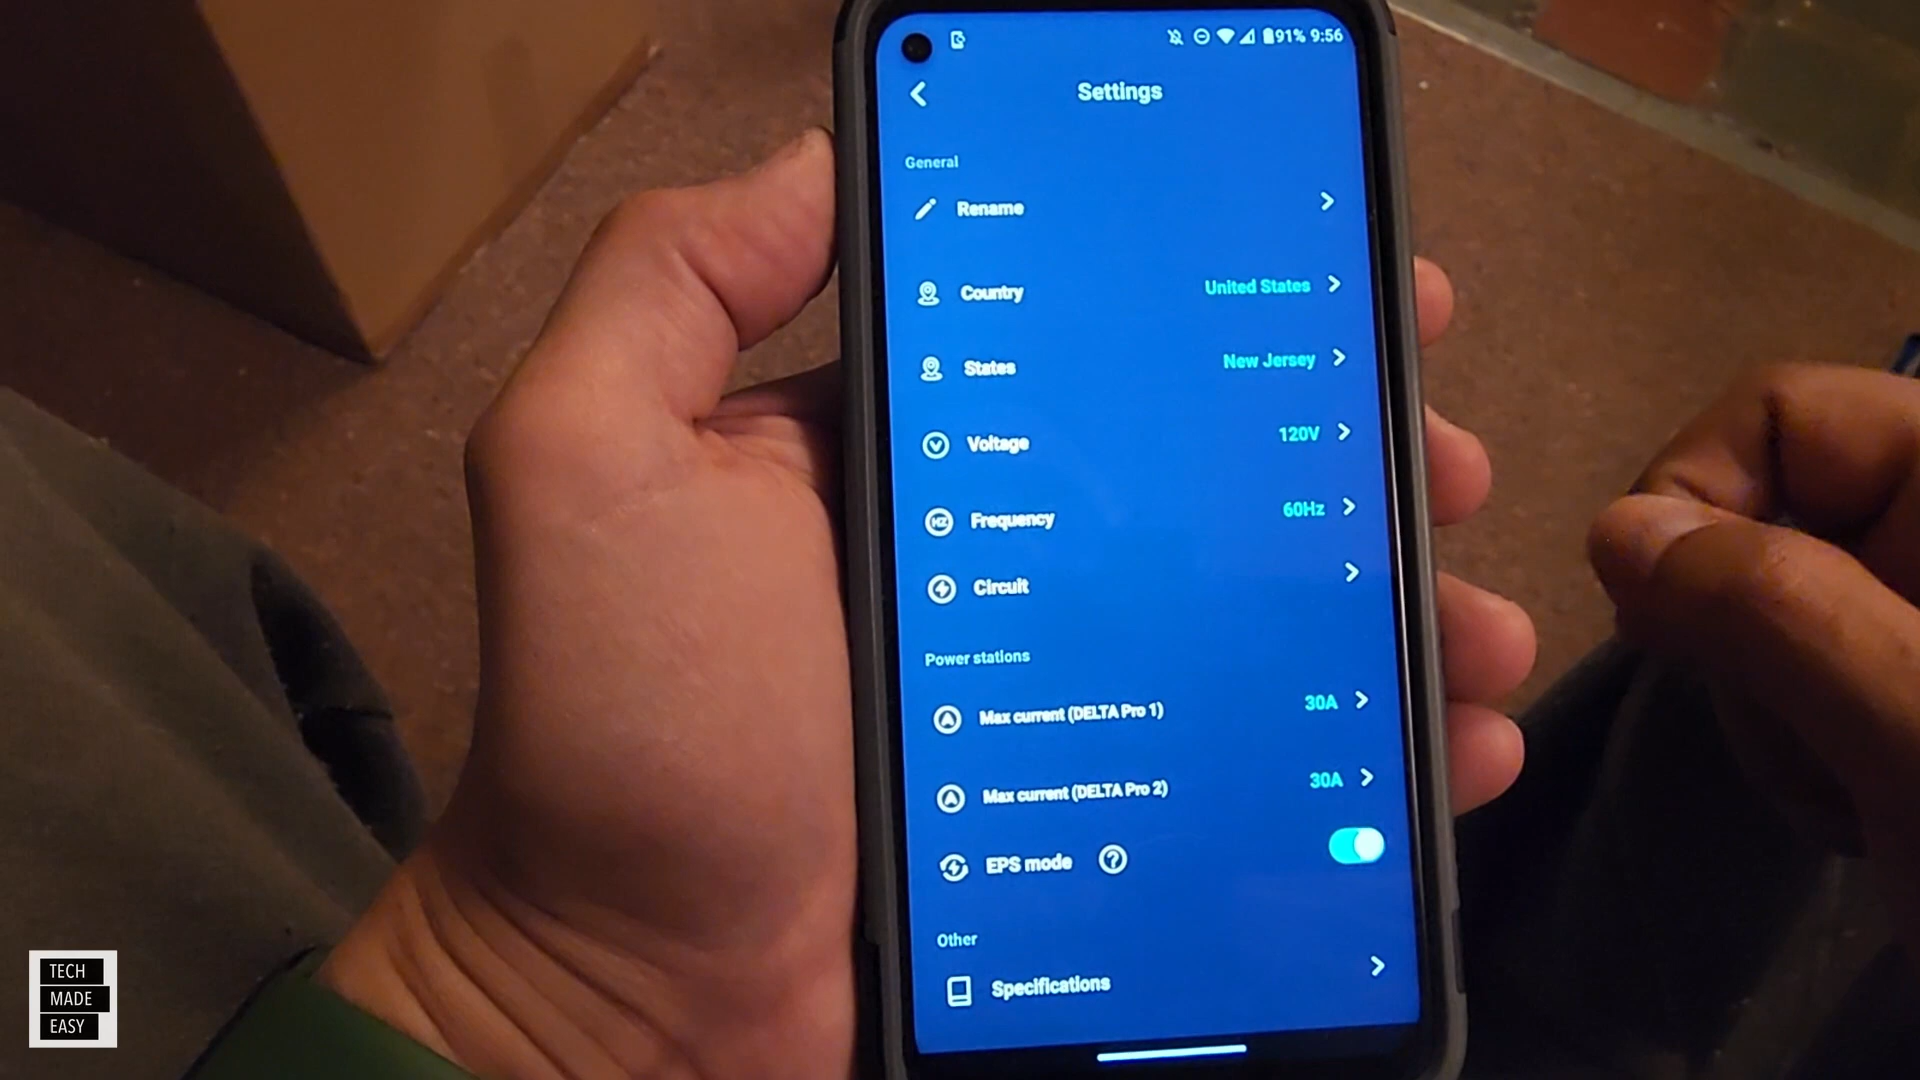 91% 9:56
Settings
General
Rename
Country United States
States New Jersey
Voltage 120V
HZ Frequency 60Hz
Circuit
Power stations
Max current (DELTA Pro 1) 30A
Max current (DELTA Pro 2) 30A
EPS mode ?
Other
Specifications
TECH
MADE
EASY